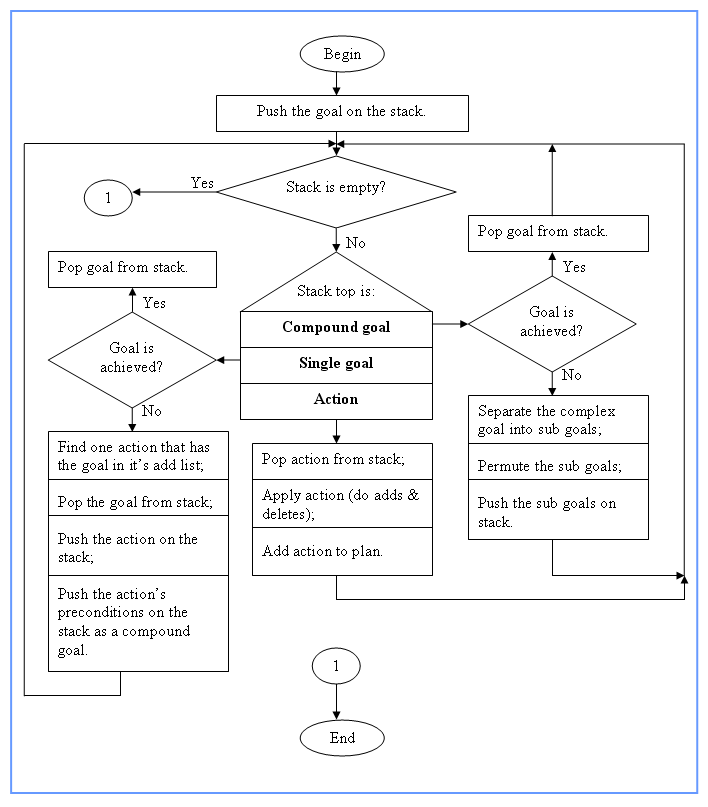 Begin
Push the goal on the stack.
Stack is empty?
Yes
1
No
Stack top is:
Compound goal
Single goal
Action
Pop goal from stack.
Yes
Goal is
achieved?
No
Find one action that has
the goal in it's add list;
Pop the goal from stack;
Push the action on the
stack;
Push the action's
preconditions on the
stack as a compound
goal.
Pop action from stack;
Apply action (do adds &
deletes);
Add action to plan.
Pop goal from stack.
Yes
Goal is
achieved?
No
Separate the complex
goal into sub goals;
Permute the sub goals;
Push the sub goals on
stack.
1
End